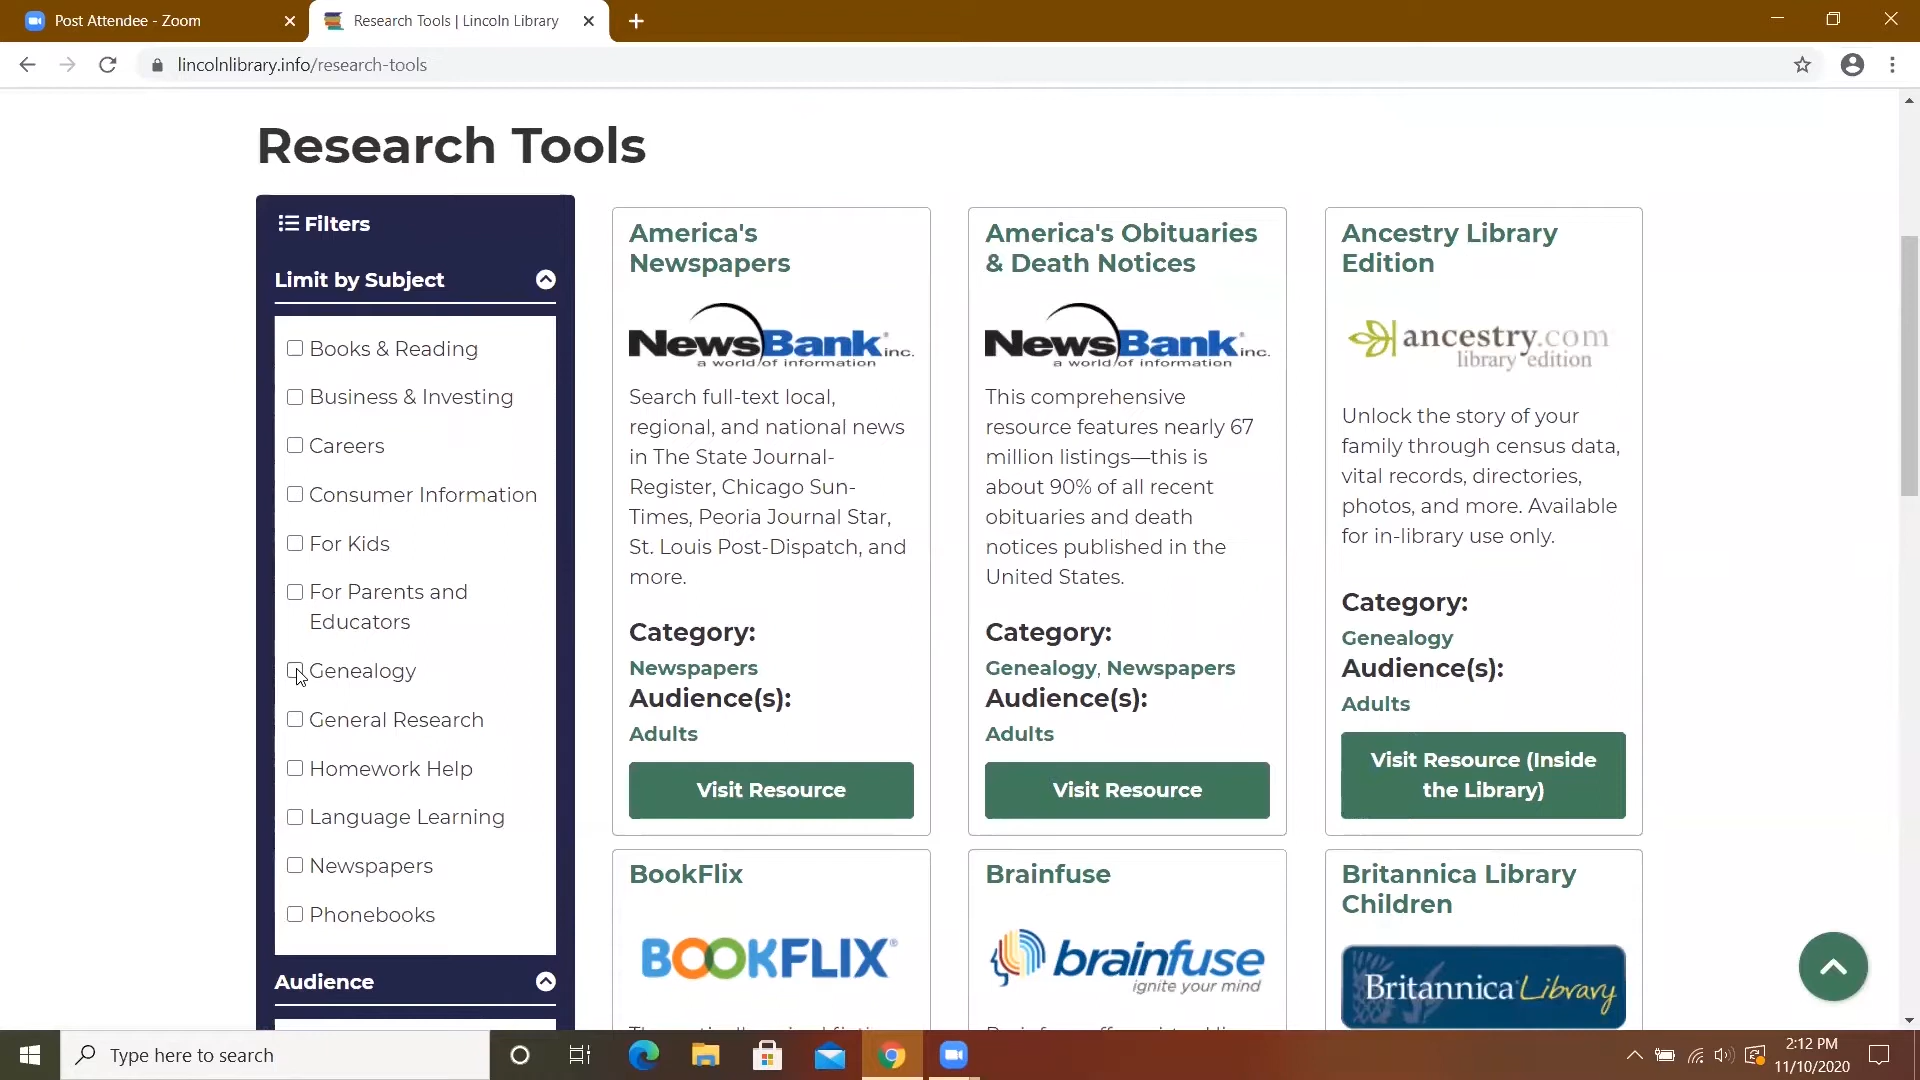 Post Attendee - Zoom
Research Tools | Lincoln Library
lincolnlibrary.info/research-tools
Research Tools
Filters
Limit by Subject
Books & Reading
Business & Investing
Careers
Consumer Information
For Kids
For Parents and
Educators
Genealogy
General Research
Homework Help
Language Learning
Newspapers
Phonebooks
Audience
America's
Newspapers
NewsBank® inc.
a world of information
Search full-text local,
regional, and national news
in The State Journal-
Register, Chicago Sun-
Times, Peoria Journal Star,
St. Louis Post-Dispatch, and
more.
Category:
Newspapers
Audience(s):
Adults
Visit Resource
America's Obituaries
& Death Notices
NewsBank® inc.
a world of information
This comprehensive
resource features nearly 67
million listings—this is
about 90% of all recent
obituaries and death
notices published in the
United States.
Category:
Genealogy, Newspapers
Audience(s):
Adults
Visit Resource
Ancestry Library
Edition
ancestry.com
library edition
Unlock the story of your
family through census data,
vital records, directories,
photos, and more. Available
for in-library use only.
Category:
Genealogy
Audience(s):
Adults
Visit Resource (Inside
the Library)
BookFlix
BOOKFLIX®
Brainfuse
brainfuse
ignite your mind
Britannica Library
Children
Britannica® Library
Type here to search
2:12 PM
11/10/2020